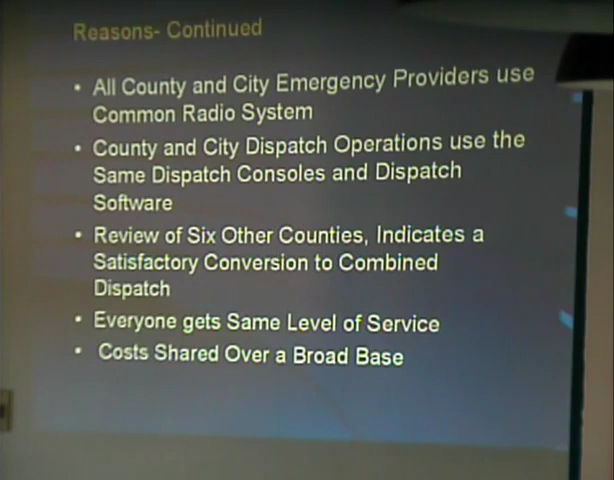 Reasons- Continued
• All County and City Emergency Providers use
Common Radio System
• County and City Dispatch Operations use the
Same Dispatch Consoles and Dispatch
Software
• Review of Six Other Counties, Indicates a
Satisfactory Conversion to Combined
Dispatch
• Everyone gets Same Level of Service
• Costs Shared Over a Broad Base